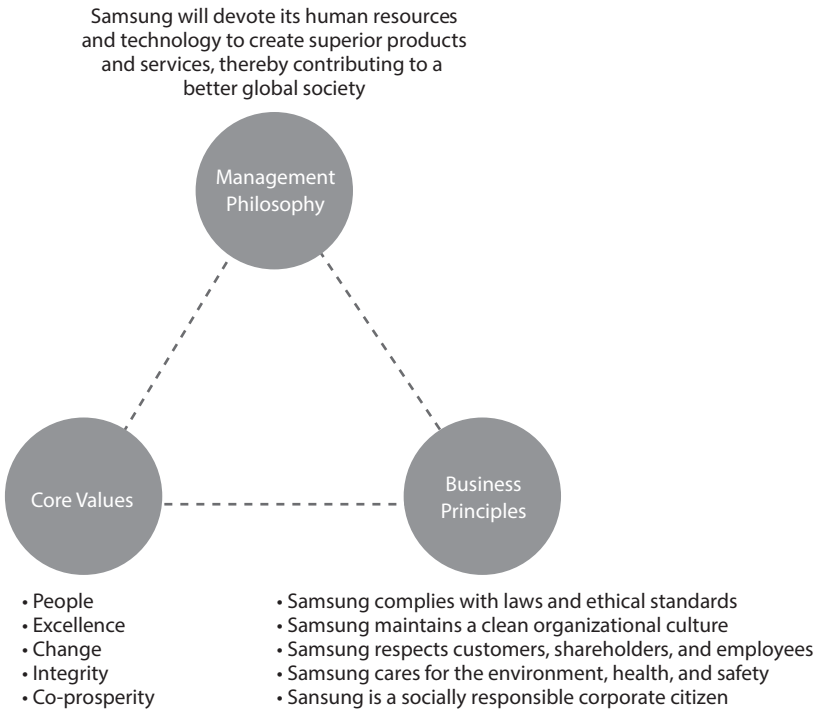 Samsung will devote its human resources
and technology to create superior products
and services, thereby contributing to a
better global society
Management
Philosophy
Core Values
Business
Principles
• People
• Excellence
• Change
• Integrity
• Co-prosperity
• Samsung complies with laws and ethical standards
• Samsung maintains a clean organizational culture
• Samsung respects customers, shareholders, and employees
• Samsung cares for the environment, health, and safety
• Sansung is a socially responsible corporate citizen